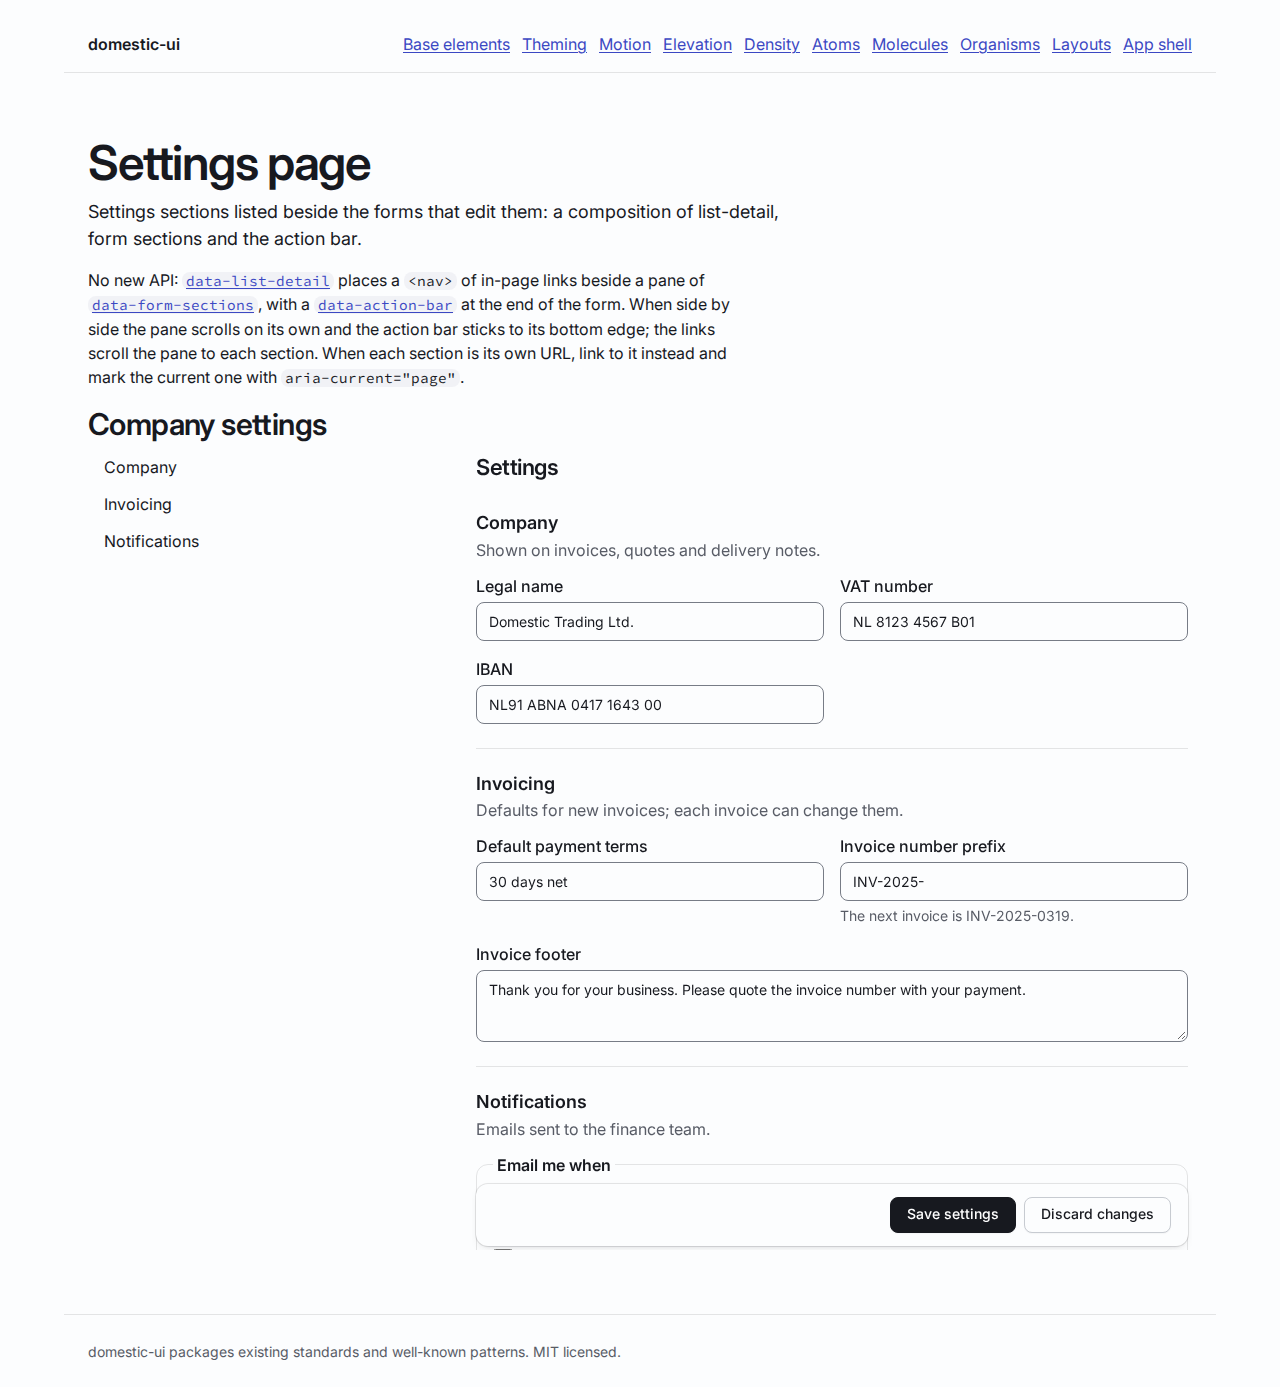 domestic-ui
Base elements Theming Motion Elevation Density Atoms Molecules Organisms Layouts App shell
Settings page
Settings sections listed beside the forms that edit them: a composition of list-detail,
form sections and the action bar.
No new API: data-list-detail places a <nav> of in-page links beside a pane of
data-form-sections, with a data-action-bar at the end of the form. When side by
side the pane scrolls on its own and the action bar sticks to its bottom edge; the links
scroll the pane to each section. When each section is its own URL, link to it instead and
mark the current one with aria-current="page".
Company settings
Company
Invoicing
Notifications
Settings
Company
Shown on invoices, quotes and delivery notes.
Legal name
Domestic Trading Ltd.
VAT number
NL 8123 4567 B01
IBAN
NL91 ABNA 0417 1643 00
Invoicing
Defaults for new invoices; each invoice can change them.
Default payment terms
30 days net
Invoice number prefix
INV-2025-
The next invoice is INV-2025-0319.
Invoice footer
Thank you for your business. Please quote the invoice number with your payment.
Notifications
Emails sent to the finance team.
Email me when
Save settings Discard changes
domestic-ui packages existing standards and well-known patterns. MIT licensed.